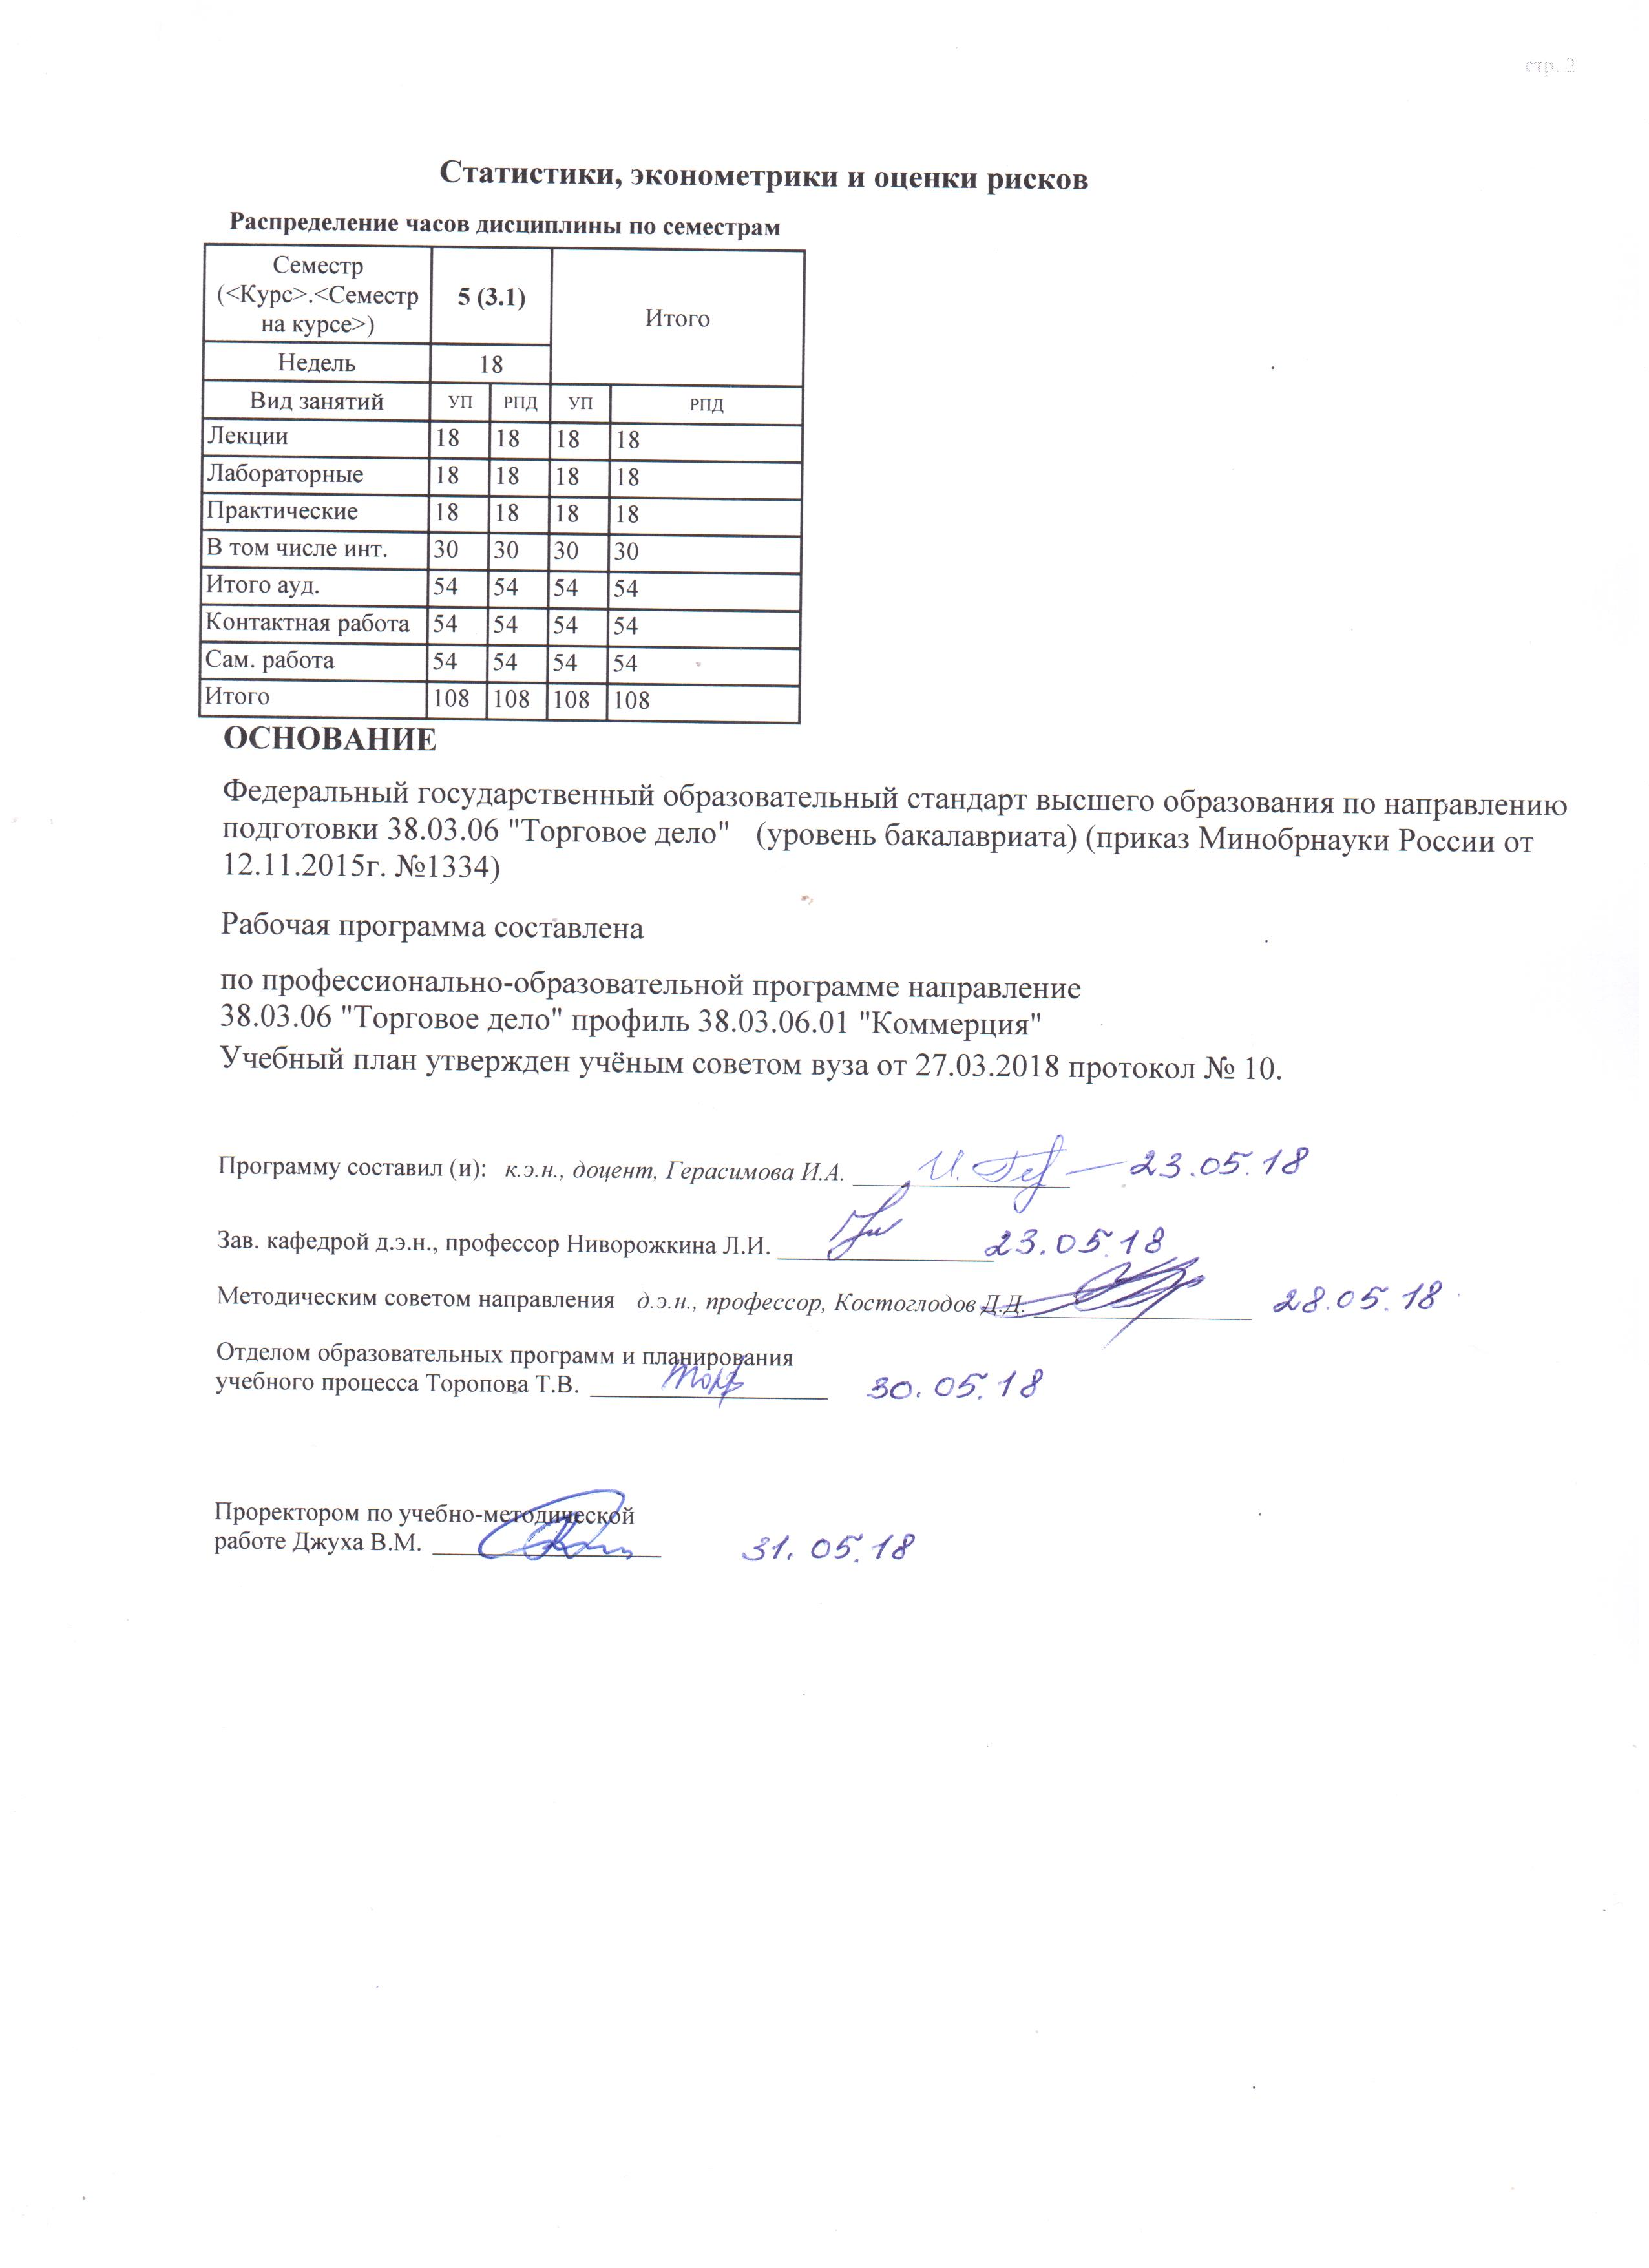 стр. 2
Статистики, эконометрики и оценки рисков
Распределение часов дисциплины по семестрам
Семестр
(<Курс>.<Семестр
на курсе>)
5 (3.1)
Итого
Недель 18
Вид занятий УП РПД УП РПД
Лекции 18 18 18 18
Лабораторные 18 18 18 18
Практические 18 18 18 18
В том числе инт. 30 30 30 30
Итого ауд. 54 54 54 54
Контактная работа 54 54 54 54
Сам. работа 54 54 54 54
Итого 108 108 108 108
ОСНОВАНИЕ
Федеральный государственный образовательный стандарт высшего образования по направлению
подготовки 38.03.06 "Торговое дело" (уровень бакалавриата) (приказ Минобрнауки России от
12.11.2015г. №1334)
Рабочая программа составлена
по профессионально-образовательной программе направление
38.03.06 "Торговое дело" профиль 38.03.06.01 "Коммерция"
Учебный план утвержден учёным советом вуза от 27.03.2018 протокол № 10.
Программу составил (и): к.э.н., доцент, Герасимова И.А. 23.05.18
Зав. кафедрой д.э.н., профессор Ниворожкина Л.И. 23.05.18
Методическим советом направления д.э.н., профессор, Костоглодов Д.Д. 28.05.18
Отделом образовательных программ и планирования
учебного процесса Торопова Т.В. 30.05.18
Проректором по учебно-методической
работе Джуха В.М. 31.05.18